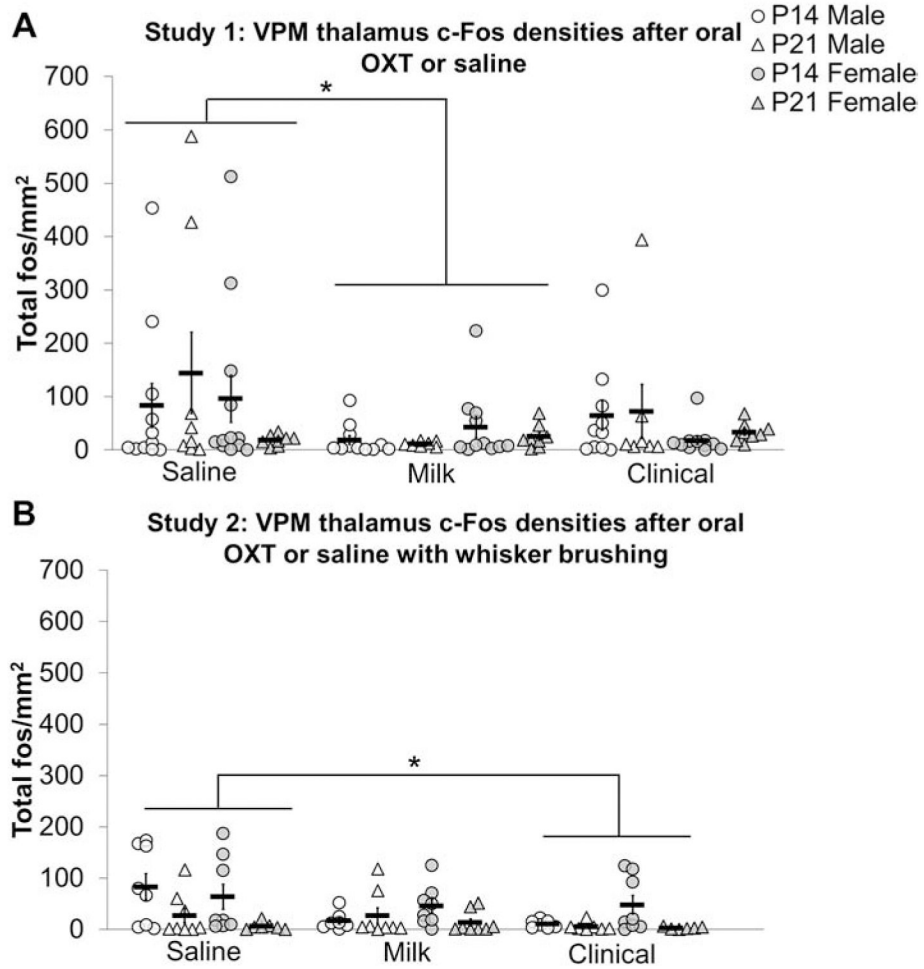 A
Study 1: VPM thalamus c-Fos densities after oral
OXT or saline
P14 Male
P21 Male
P14 Female
P21 Female
700
600
500
400
300
200
100
0
Total fos/mm²
*
Saline
Milk
Clinical
B
Study 2: VPM thalamus c-Fos densities after oral
OXT or saline with whisker brushing
700
600
500
400
300
200
100
0
Total fos/mm²
*
Saline
Milk
Clinical